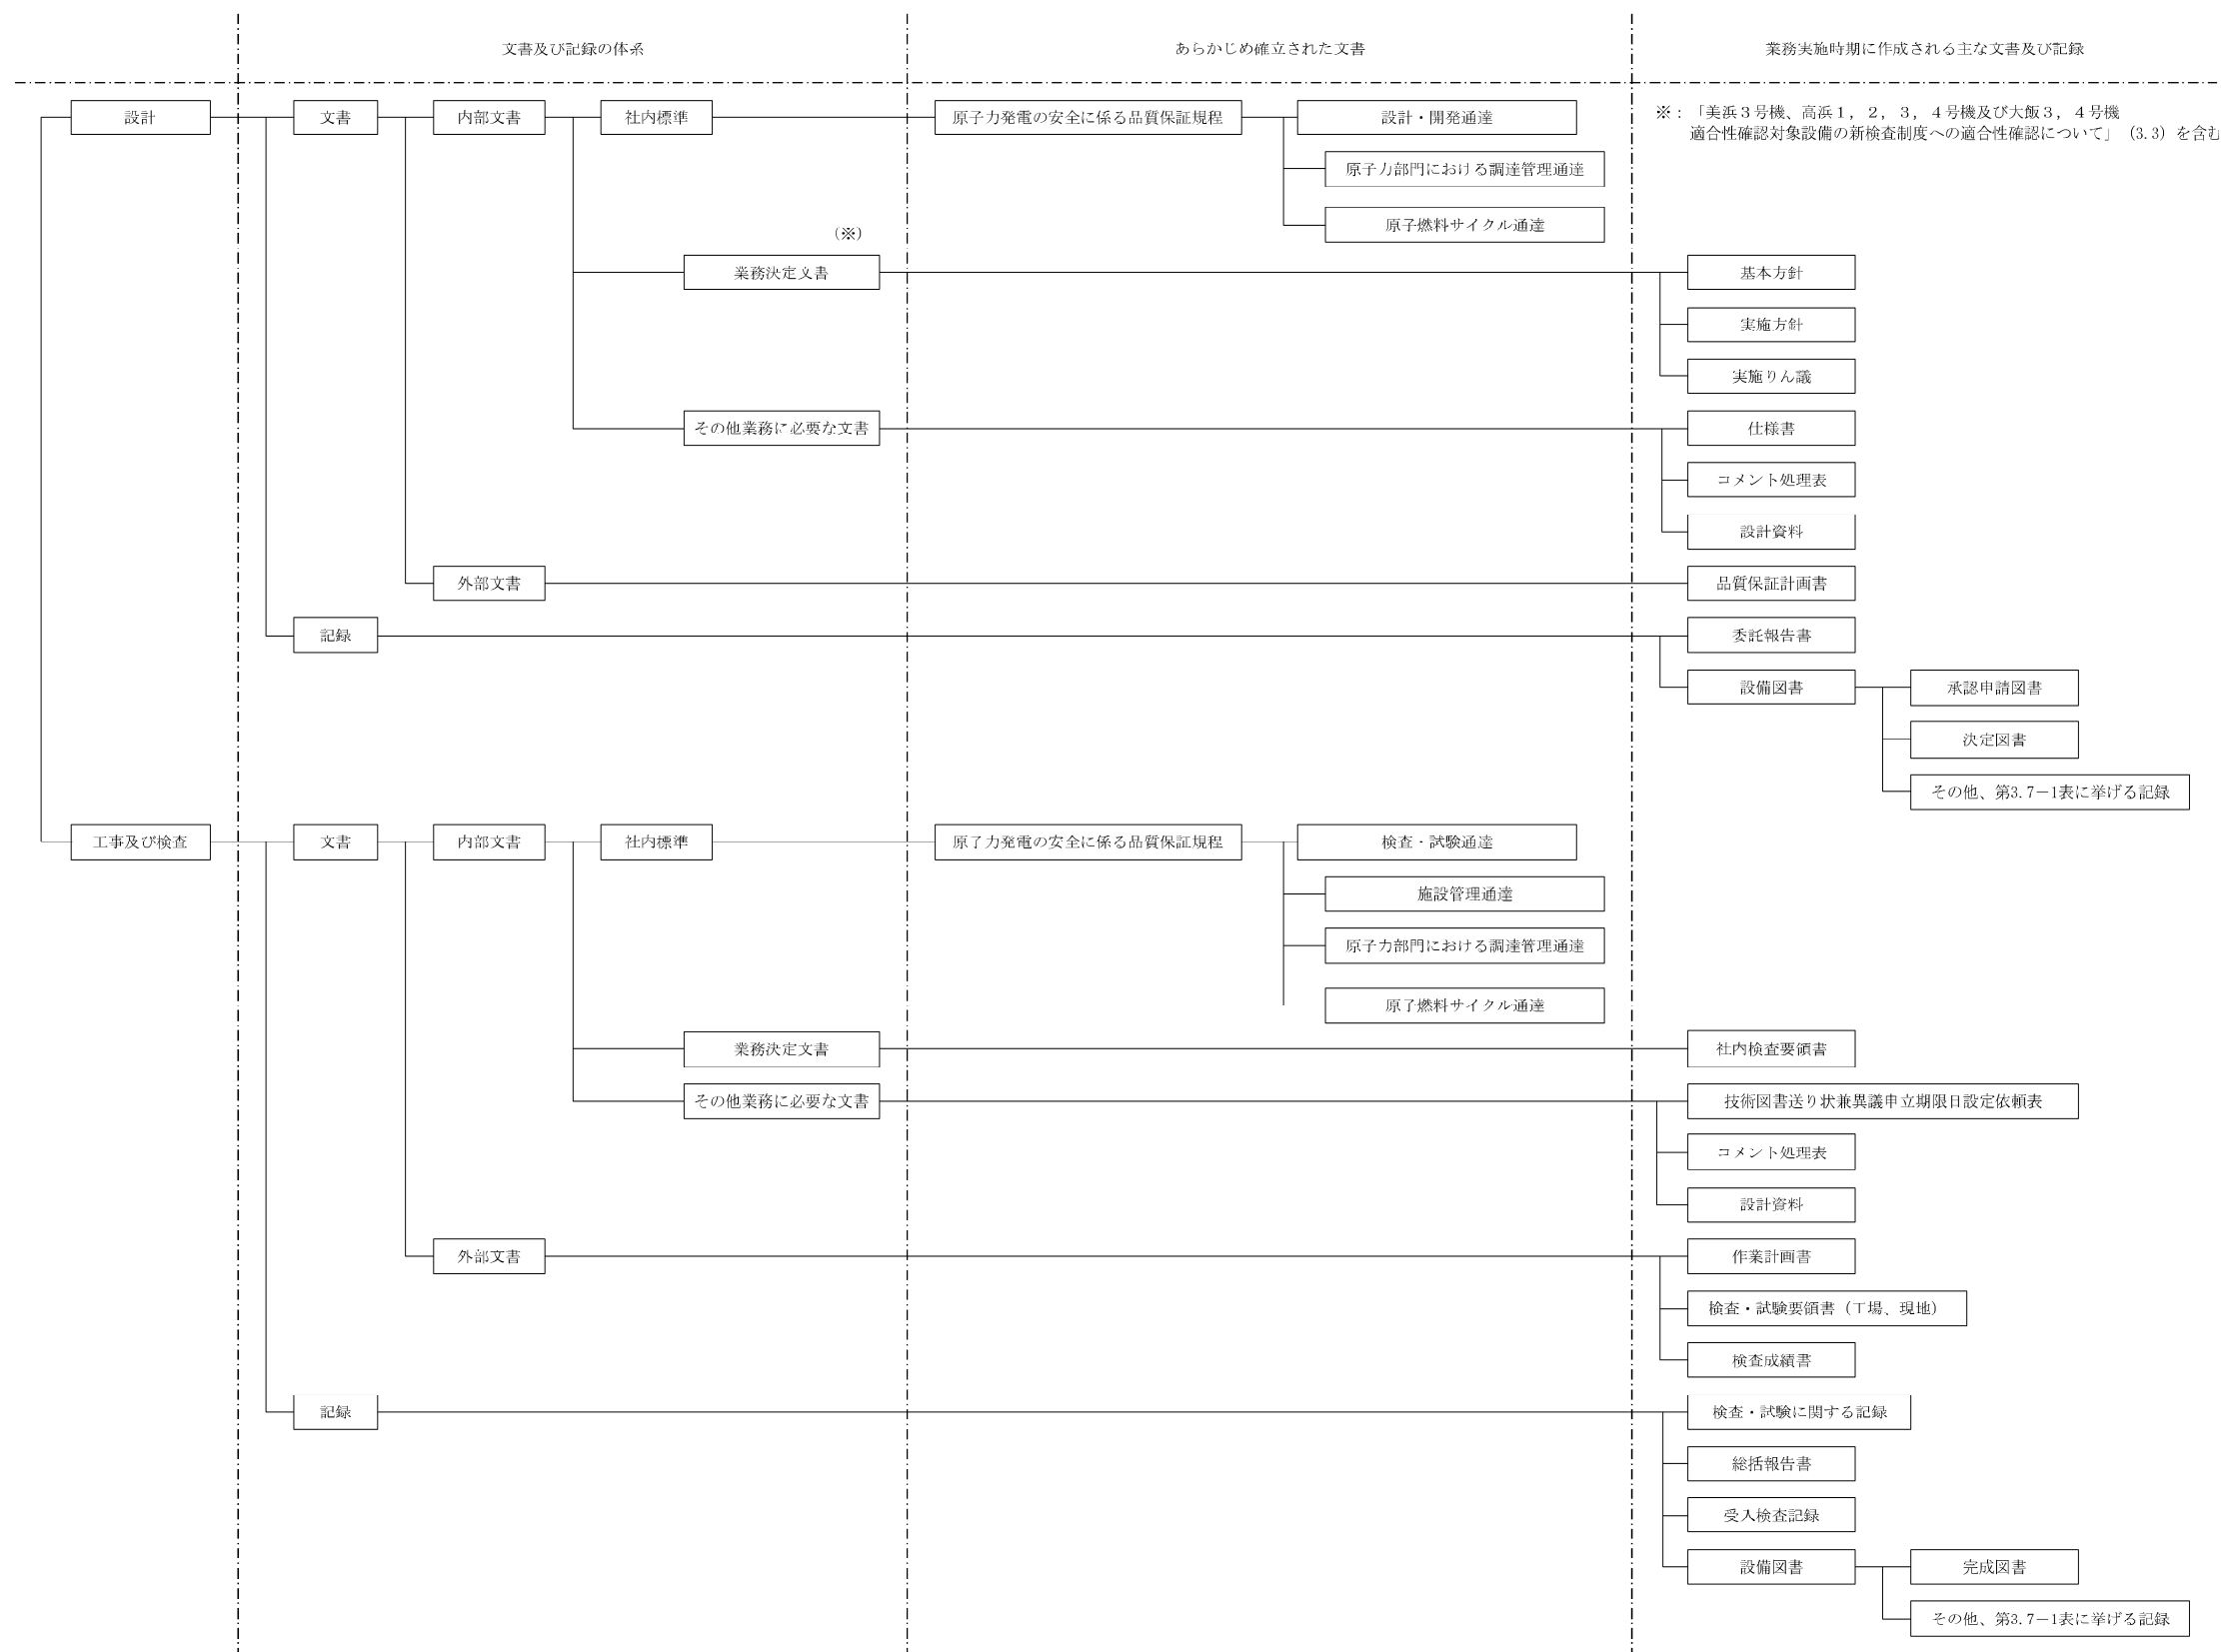 文書及び記録の体系
あらかじめ確立された文書
業務実施時期に作成される主な文書及び記録
設計
文書
内部文書
社内標準
原子力発電の安全に係る品質保証規程
設計・開発通達
※：「美浜３号機、高浜１，２，３，４号機及び大飯３，４号機
適合性確認対象設備の新検査制度への適合性確認について」（3.3）を含む
原子力部門における調達管理通達
原子燃料サイクル通達
（※）
業務決定文書
基本方針
実施方針
実施りん議
その他業務に必要な文書
仕様書
コメント処理表
設計資料
外部文書
品質保証計画書
記録
委託報告書
設備図書
承認申請図書
決定図書
その他、第3.7－1表に挙げる記録
工事及び検査
文書
内部文書
社内標準
原子力発電の安全に係る品質保証規程
検査・試験通達
施設管理通達
原子力部門における調達管理通達
原子燃料サイクル通達
業務決定文書
社内検査要領書
その他業務に必要な文書
技術図書送り状兼異議申立期限日設定依頼表
コメント処理表
設計資料
外部文書
作業計画書
検査・試験要領書（工場、現地）
検査成績書
記録
検査・試験に関する記録
総括報告書
受入検査記録
設備図書
完成図書
その他、第3.7－1表に挙げる記録